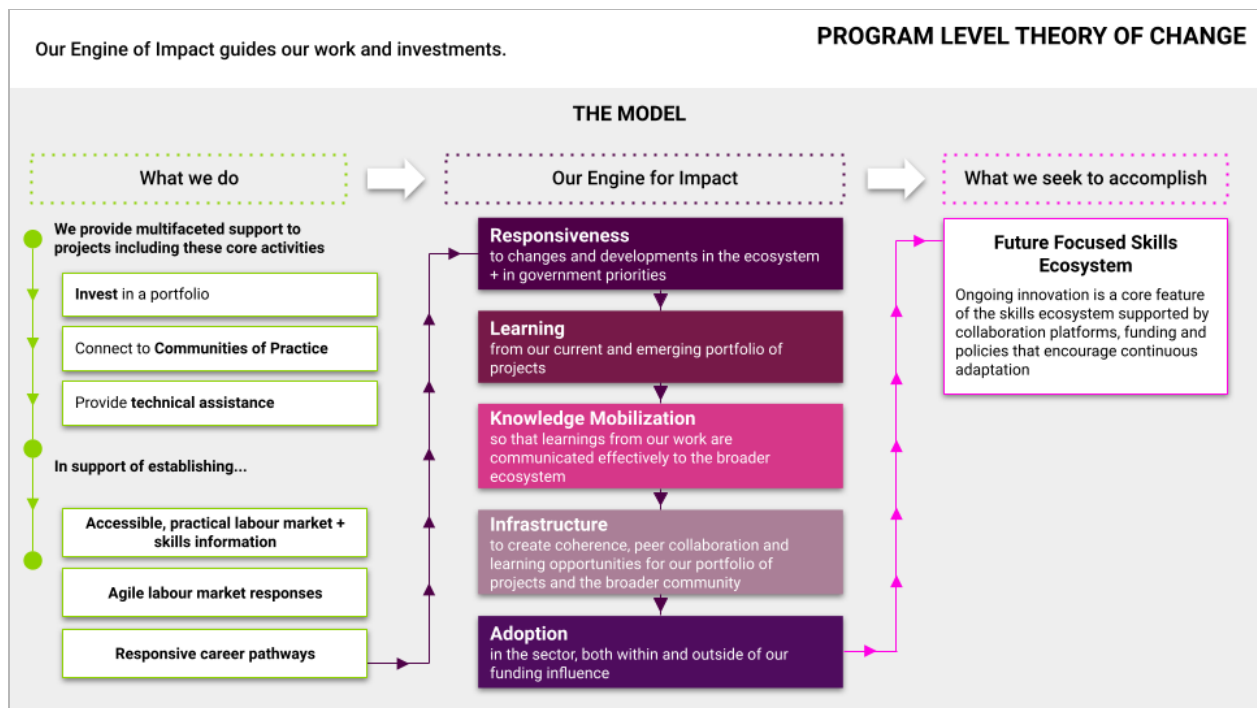 Our Engine of Impact guides our work and investments.
PROGRAM LEVEL THEORY OF CHANGE
THE MODEL
What we do
Our Engine for Impact
What we seek to accomplish
We provide multifaceted support to
projects including these core activities
Invest in a portfolio
Connect to Communities of Practice
Provide technical assistance
In support of establishing...
Accessible, practical labour market +
skills information
Agile labour market responses
Responsive career pathways
Responsiveness
to changes and developments in the ecosystem
+ in government priorities
Learning
from our current and emerging portfolio of
projects
Knowledge Mobilization
so that learnings from our work are
communicated effectively to the broader
ecosystem
Infrastructure
to create coherence, peer collaboration and
learning opportunities for our portfolio of
projects and the broader community
Adoption
in the sector, both within and outside of our
funding influence
Future Focused Skills
Ecosystem
Ongoing innovation is a core feature
of the skills ecosystem supported by
collaboration platforms, funding and
policies that encourage continuous
adaptation